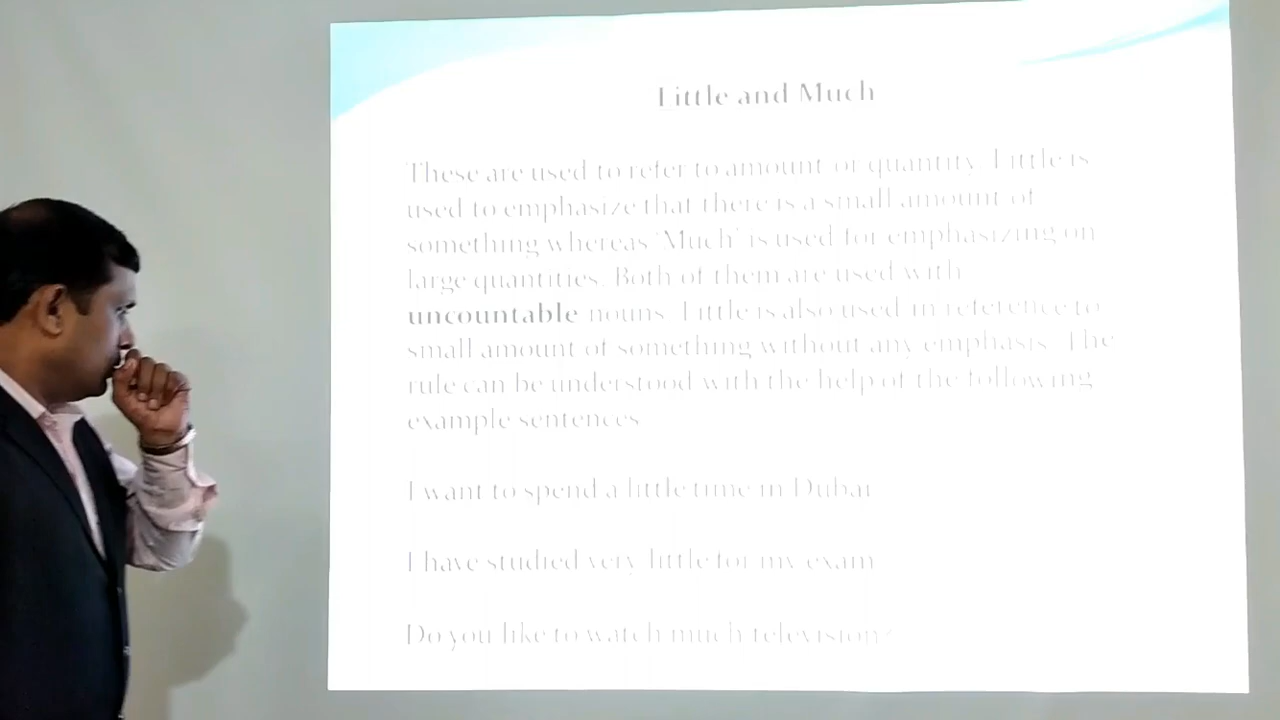 Little and Much
These are used to refer to amount or quantity. Little is
used to emphasize that there is a small amount of
something whereas 'Much' is used for emphasizing on
large quantities. Both of them are used with
uncountable nouns. Little is also used in reference to
small amount of something without any emphasis. The
rule can be understood with the help of the following
example sentences
I want to spend a little time in Dubai
I have studied very little for my exam
Do you like to watch much television?